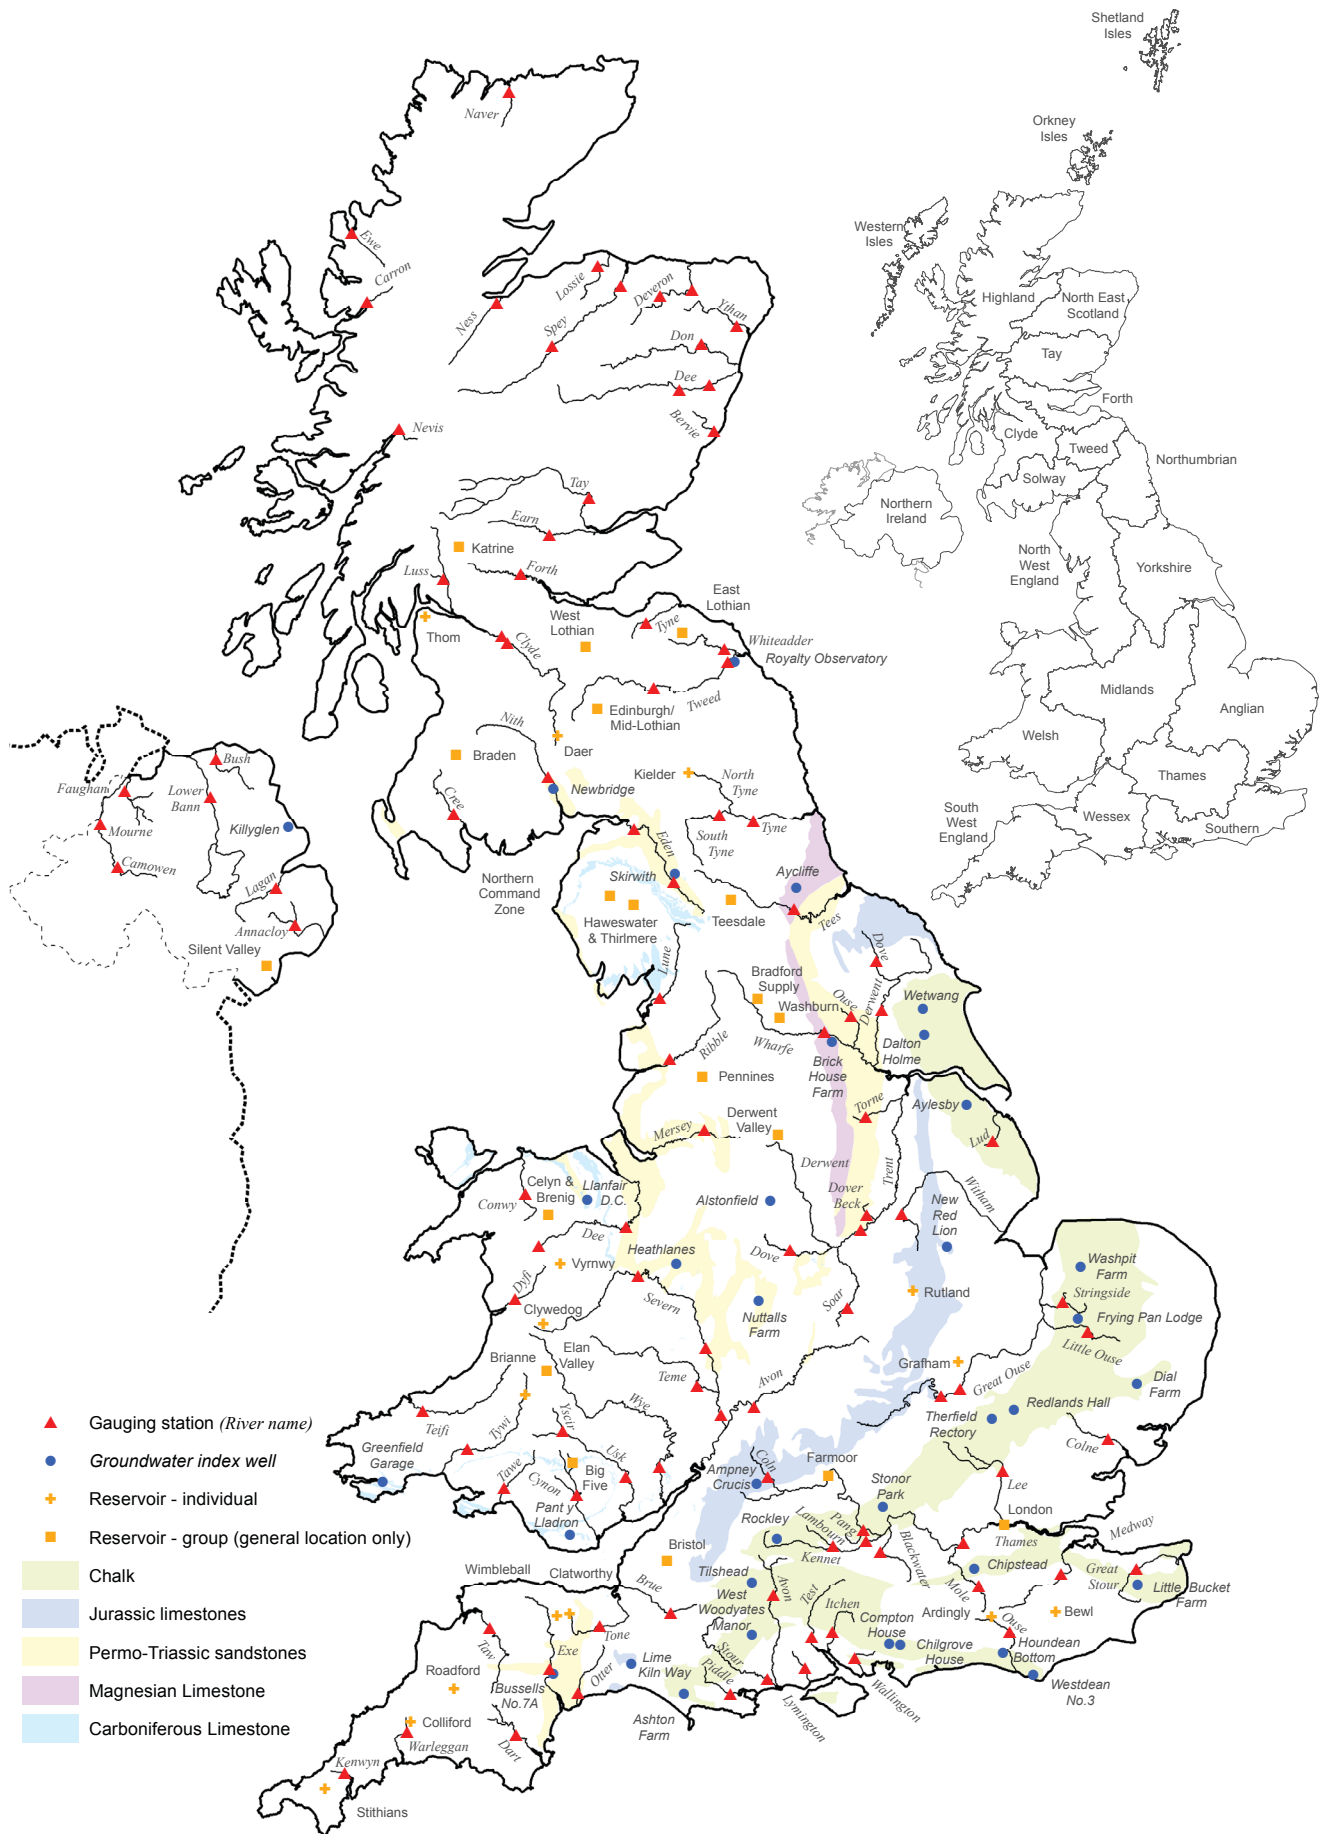 Shetland
Isles
Orkney
Isles
Western
Isles
Highland
North East
Scotland
Tay
Forth
Clyde
Tweed
Solway
Northumbrian
Northern
Ireland
North
West
England
Yorkshire
Midlands
Anglian
Welsh
Thames
South
West
England
Wessex
Southern
Naver
Ewe
Carron
Ness
Lossie
Spey
Deveron
Ythan
Don
Dee
Bervie
Nevis
Tay
Earn
Katrine
Luss
Forth
East
Lothian
West
Lothian
Tyne
Thom
Clyde
Whiteadder
Royalty Observatory
Edinburgh/
Mid-Lothian
Tweed
Nith
Daer
Braden
Kielder
North
Tyne
Newbridge
Cree
South
Tyne
Tyne
Eden
Bush
Faughan
Lower
Bann
Mourne
Killyglen
Camowen
Lagan
Annacloy
Silent Valley
Northern
Command
Zone
Skirwith
Aycliffe
Haweswater
& Thirlmere
Teesdale
Tees
Lune
Dove
Bradford
Supply
Washburn
Ouse
Derwent
Wetwang
Dalton
Holme
Ribble
Wharfe
Brick
House
Farm
Pennines
Torne
Aylesby
Derwent
Valley
Mersey
Lud
Derwent
Trent
Witham
Celyn &
Brenig
Llanfair
D.C.
Conwy
Alstonfield
Dover
Beck
New
Red
Lion
Dee
Heathlanes
Dove
Washpit
Farm
Vyrnwy
Dyfi
Severn
Rutland
Stringside
Clywedog
Nuttalls
Farm
Soar
Frying Pan Lodge
Little Ouse
Elan
Valley
Brianne
Grafham
Teme
Avon
Great Ouse
Dial
Farm
Wye
Redlands Hall
Therfield
Rectory
Teifi
Tywi
Yscir
Colne
Greenfield
Garage
Usk
Coln
Farmoor
Tawe
Big
Five
Ampney
Crucis
Stonor
Park
Lee
Cynon
London
Pant y
Lladron
Rockley
Lambourn
Pang
Medway
Thames
Kennet
Blackwater
Bristol
Chipstead
Great
Stour
Wimbleball
Clatworthy
Tilshead
Mole
Little Bucket
Farm
Brue
West
Woodyates
Manor
Avon
Test
Itchen
Ardingly
Bewl
Compton
House
Ouse
Taw
Tone
Exe
Chilgrove
House
Houndean
Bottom
Roadford
Otter
Lime
Kiln Way
Stour
Piddle
Bussells
No.7A
Wallington
Westdean
No.3
Lymington
Colliford
Ashton
Farm
Warleggan
Dart
Kenwyn
Stithians
Gauging station (River name)
Groundwater index well
Reservoir - individual
Reservoir - group (general location only)
Chalk
Jurassic limestones
Permo-Triassic sandstones
Magnesian Limestone
Carboniferous Limestone